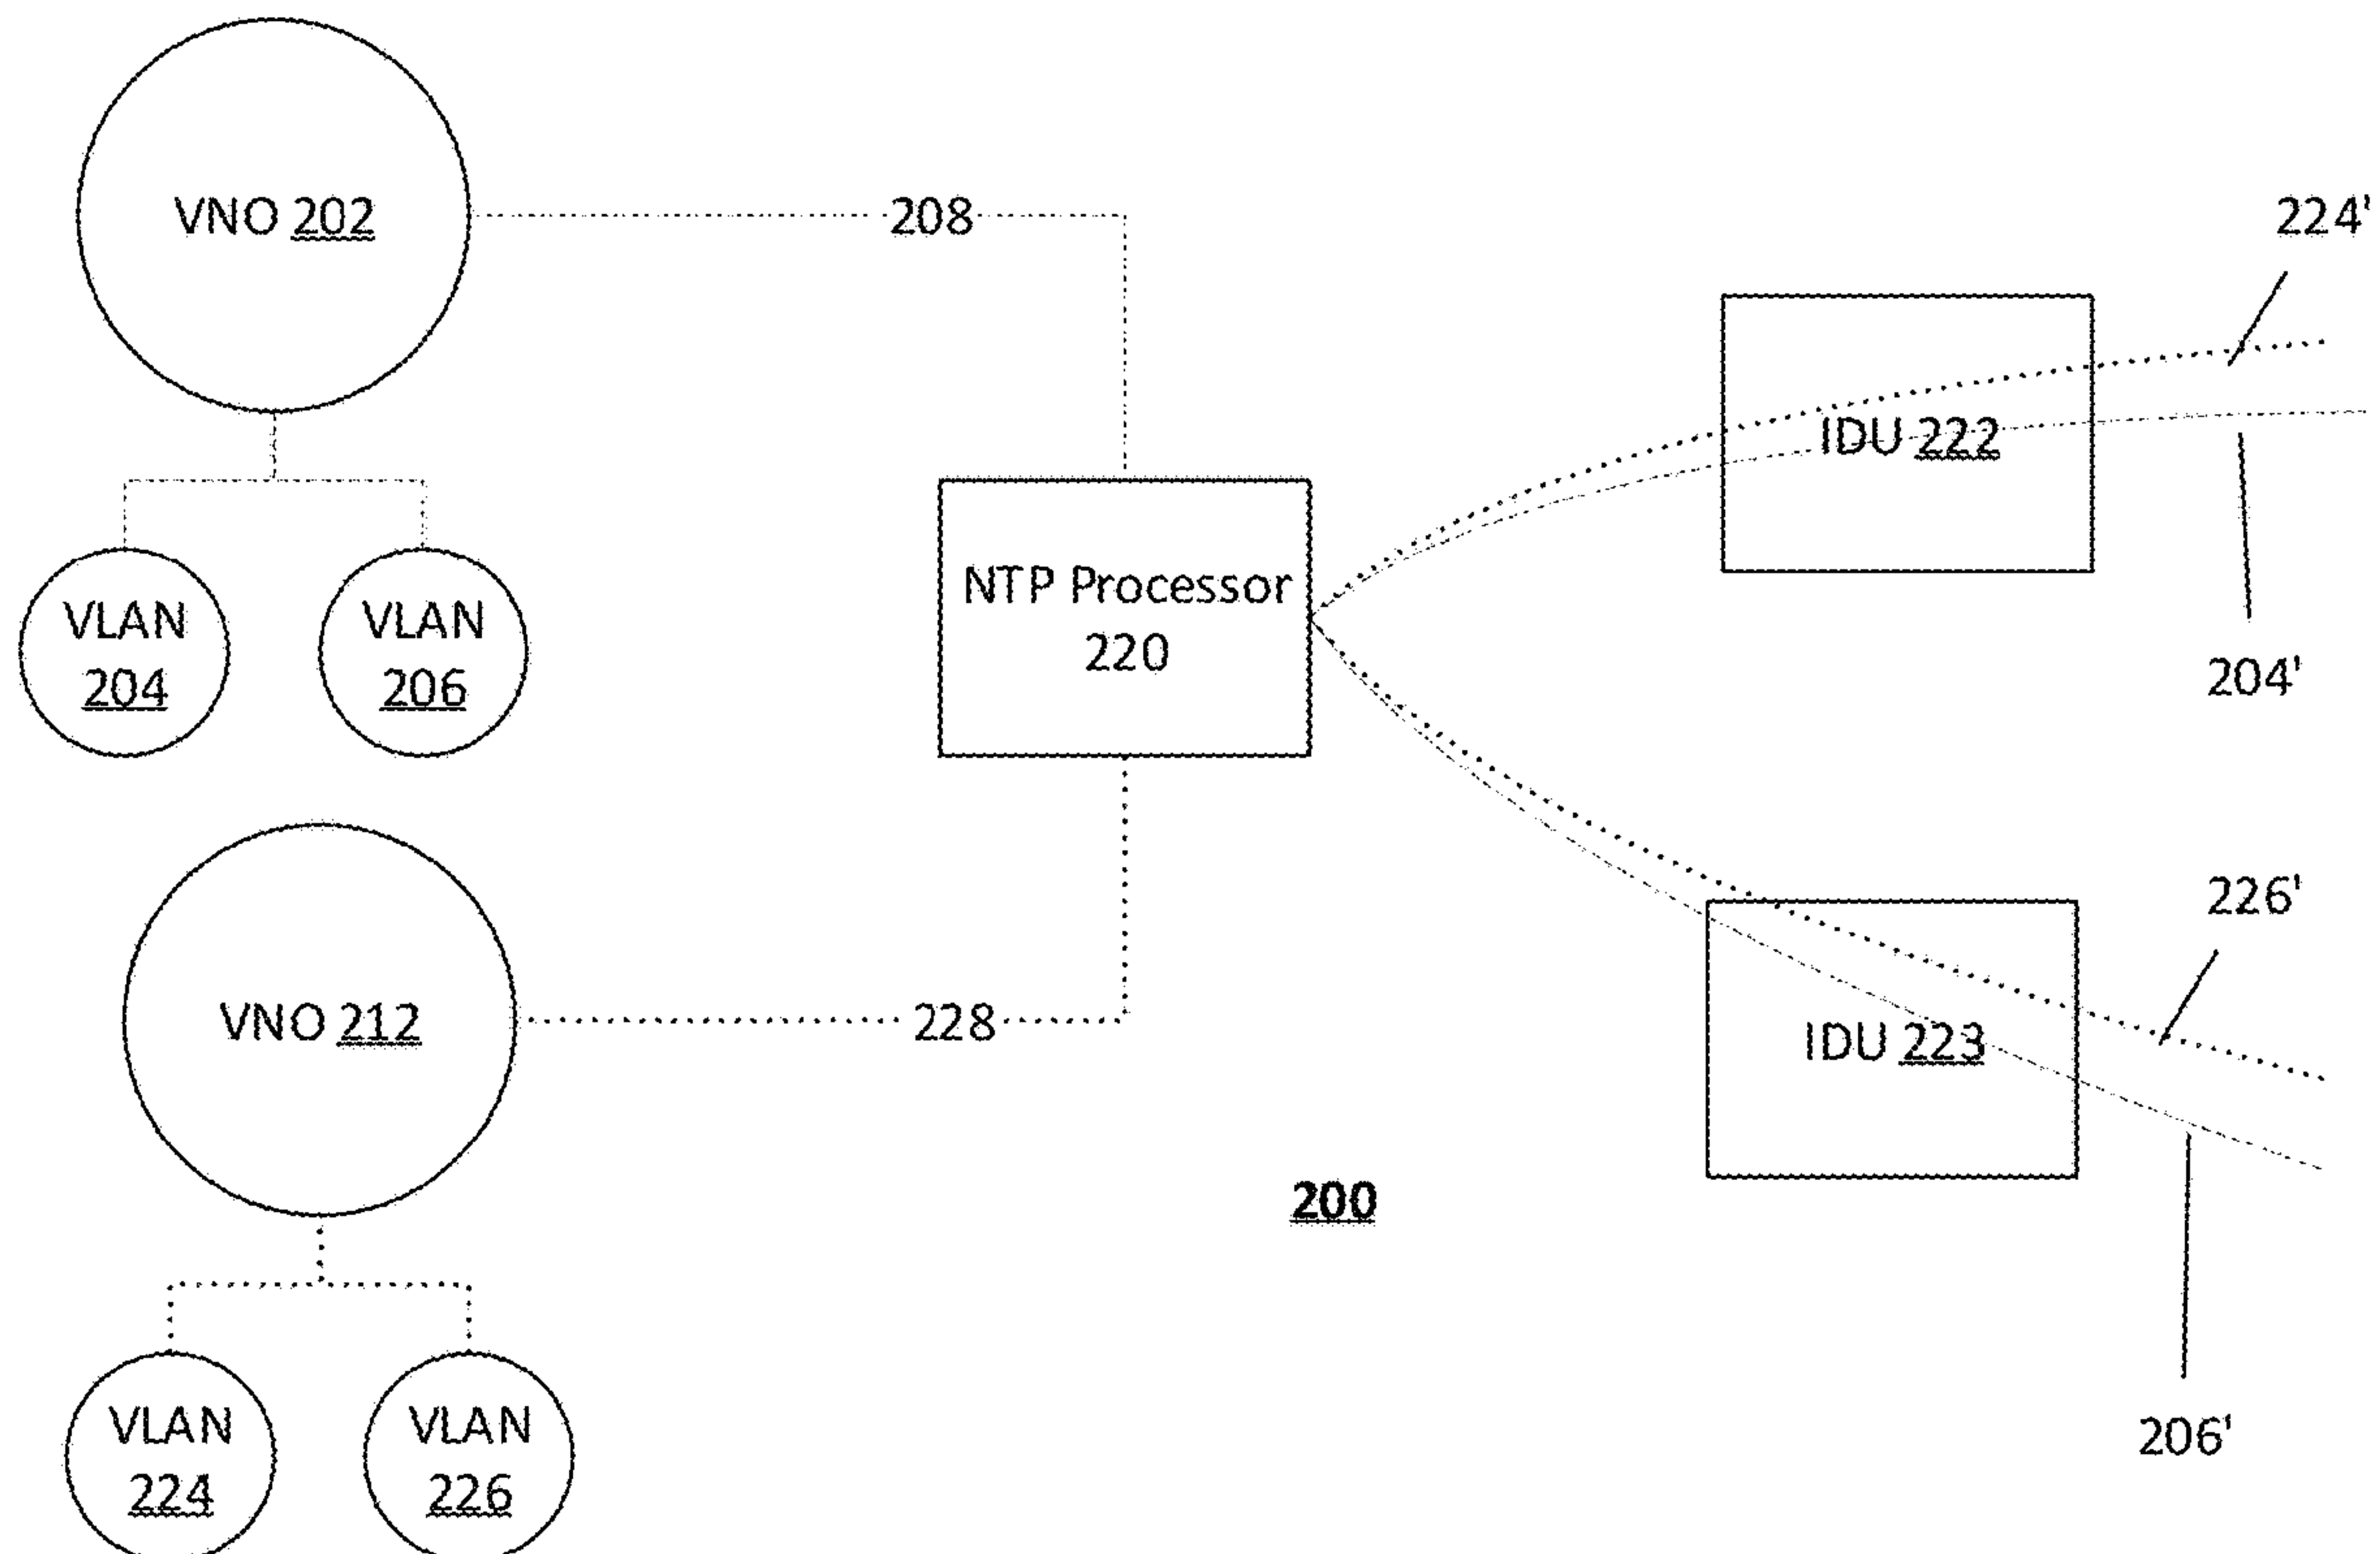 VNO 202
208
224'
IDU 222
VLAN
204
VLAN
206
NTP Processor
220
204'
226'
VNO 212
228
IDU 223
200
206'
VLAN
224
VLAN
226